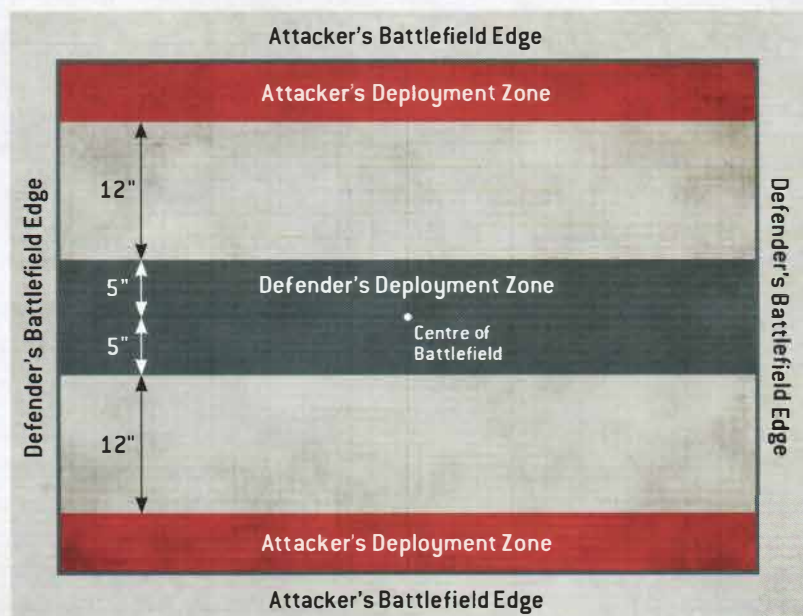 Attacker's Battlefield Edge
Attacker's Deployment Zone
Defender's Battlefield Edge
12"
5"
Defender's Deployment Zone
5"
Centre of
Battlefield
Defender's Battlefield Edge
12"
Attacker's Deployment Zone
Attacker's Battlefield Edge